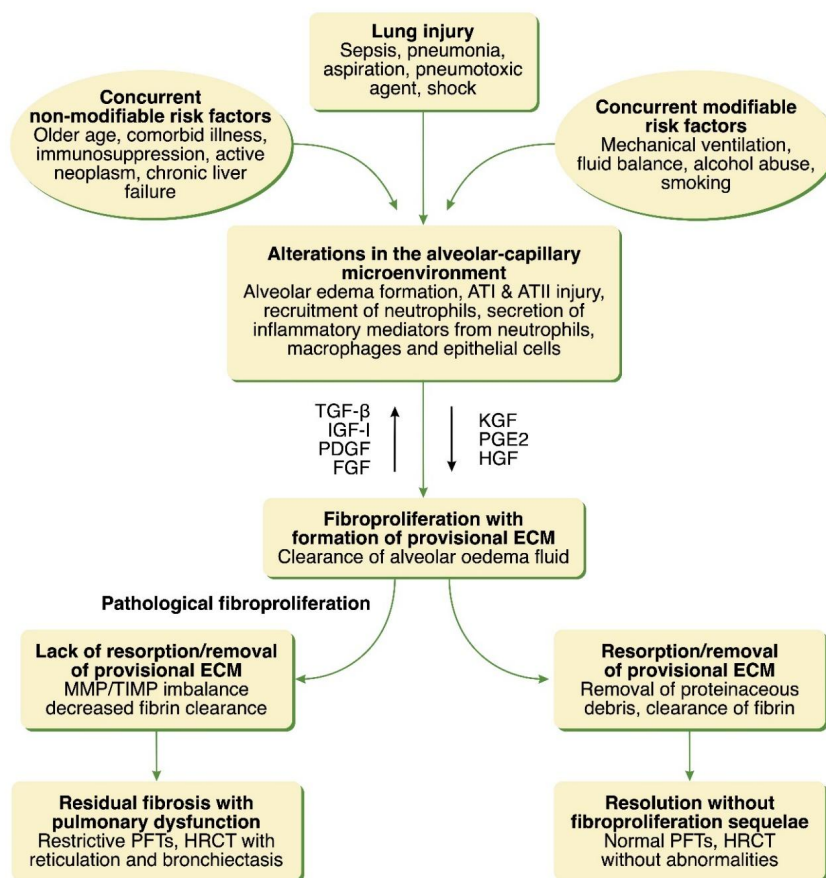 Lung injury
Sepsis, pneumonia,
aspiration, pneumotoxic
agent, shock
Concurrent
non-modifiable risk factors
Older age, comorbid illness,
immunosuppression, active
neoplasm, chronic liver
failure
Concurrent modifiable
risk factors
Mechanical ventilation,
fluid balance, alcohol abuse,
smoking
Alterations in the alveolar-capillary
microenvironment
Alveolar edema formation, ATI & ATII injury,
recruitment of neutrophils, secretion of
inflammatory mediators from neutrophils,
macrophages and epithelial cells
TGF-β
IGF-I
PDGF
FGF
KGF
PGE2
HGF
Fibroproliferation with
formation of provisional ECM
Clearance of alveolar oedema fluid
Pathological fibroproliferation
Lack of resorption/removal
of provisional ECM
MMP/TIMP imbalance
decreased fibrin clearance
Resorption/removal
of provisional ECM
Removal of proteinaceous
debris, clearance of fibrin
Residual fibrosis with
pulmonary dysfunction
Restrictive PFTs, HRCT with
reticulation and bronchiectasis
Resolution without
fibroproliferation sequelae
Normal PFTs, HRCT
without abnormalities